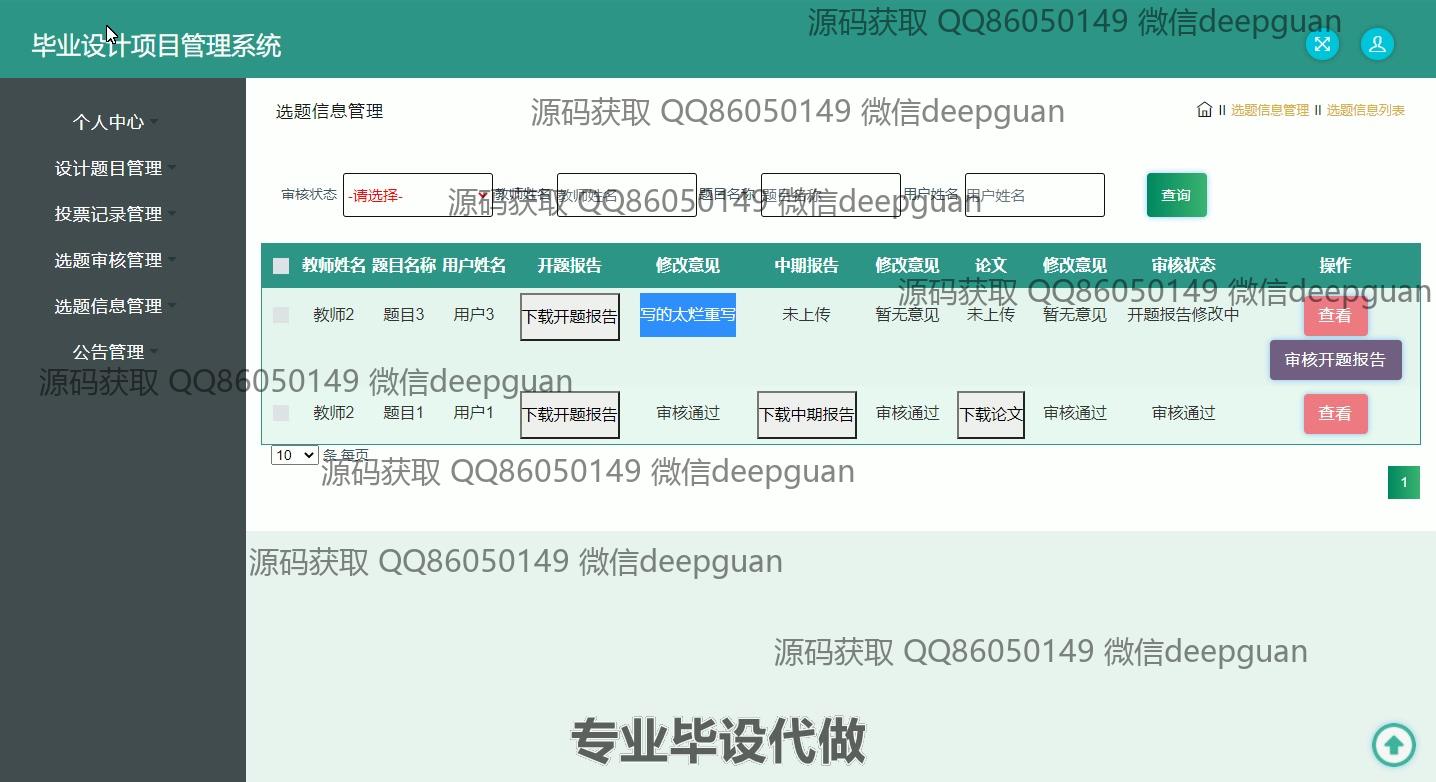 源码获取 QQ86050149 微信deepguan
毕业设计项目管理系统
个人中心
设计题目管理
投票记录管理
选题审核管理
选题信息管理
公告管理
选题信息管理
源码获取 QQ86050149 微信deepguan
II 选题信息管理 II 选题信息列表
审核状态 -请选择- 教师姓名 教师姓名 题目名称 题目名称 用户姓名 用户姓名 查询
源码获取 QQ86050149 微信deepguan
教师姓名 题目名称 用户姓名 开题报告 修改意见 中期报告 修改意见 论文 修改意见 审核状态 操作
源码获取 QQ86050149 微信deepguan
教师2 题目3 用户3 下载开题报告 写的太烂重写 未上传 暂无意见 未上传 暂无意见 开题报告修改中 查看
审核开题报告
源码获取 QQ86050149 微信deepguan
教师2 题目1 用户1 下载开题报告 审核通过 下载中期报告 审核通过 下载论文 审核通过 审核通过 查看
10 条 每页
源码获取 QQ86050149 微信deepguan
1
源码获取 QQ86050149 微信deepguan
源码获取 QQ86050149 微信deepguan
专业毕设代做